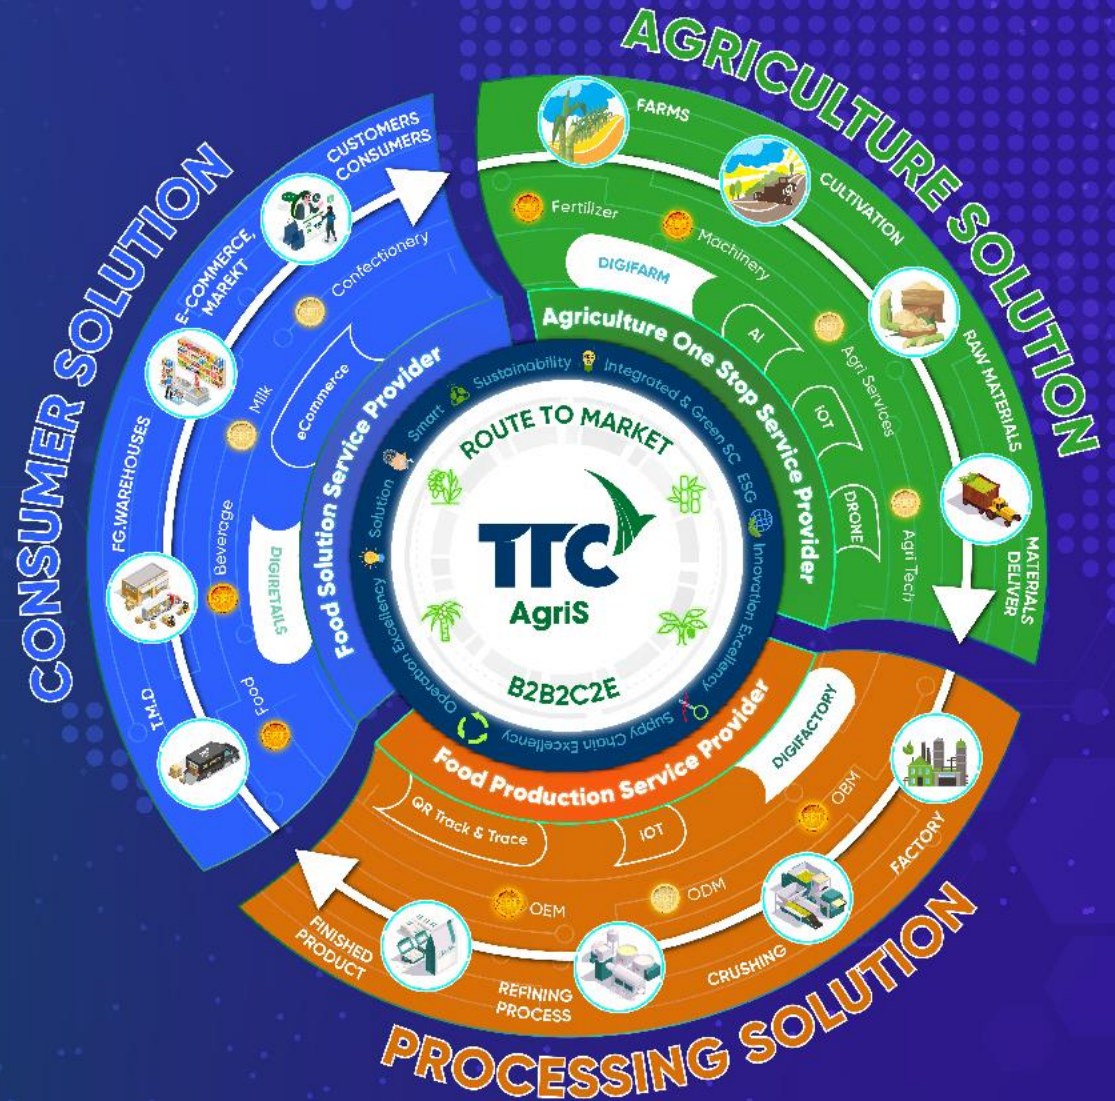 AGRICULTURE SOLUTION
FARMS
CULTIVATION
RAW MATERIALS
MATERIALS
DELIVER
Fertilizer
Machinery
Agri Services
Agri Tech
DIGIFARM
AI
IOT
DRONE
Agriculture One Stop Service Provider
PROCESSING SOLUTION
FACTORY
CRUSHING
REFINING
PROCESS
FINISHED
PRODUCT
OBM
ODM
OEM
DIGIFACTORY
IOT
QR Track & Trace
Food Production Service Provider
CONSUMER SOLUTION
T.M.D
FG.WAREHOUSES
E-COMMERCE,
MAREKT
CUSTOMERS
CONSUMERS
Food
Beverage
Milk
Confectionery
DIGIRETAILS
eCommerce
Food Solution Service Provider
Smart
Sustainability
Integrated & Green SC
ESG
Innovation Excellency
Suppy Chain Excellency
Operation Excellency
Solution
ROUTE TO MARKET
TTC
AgriS
B2B2C2E